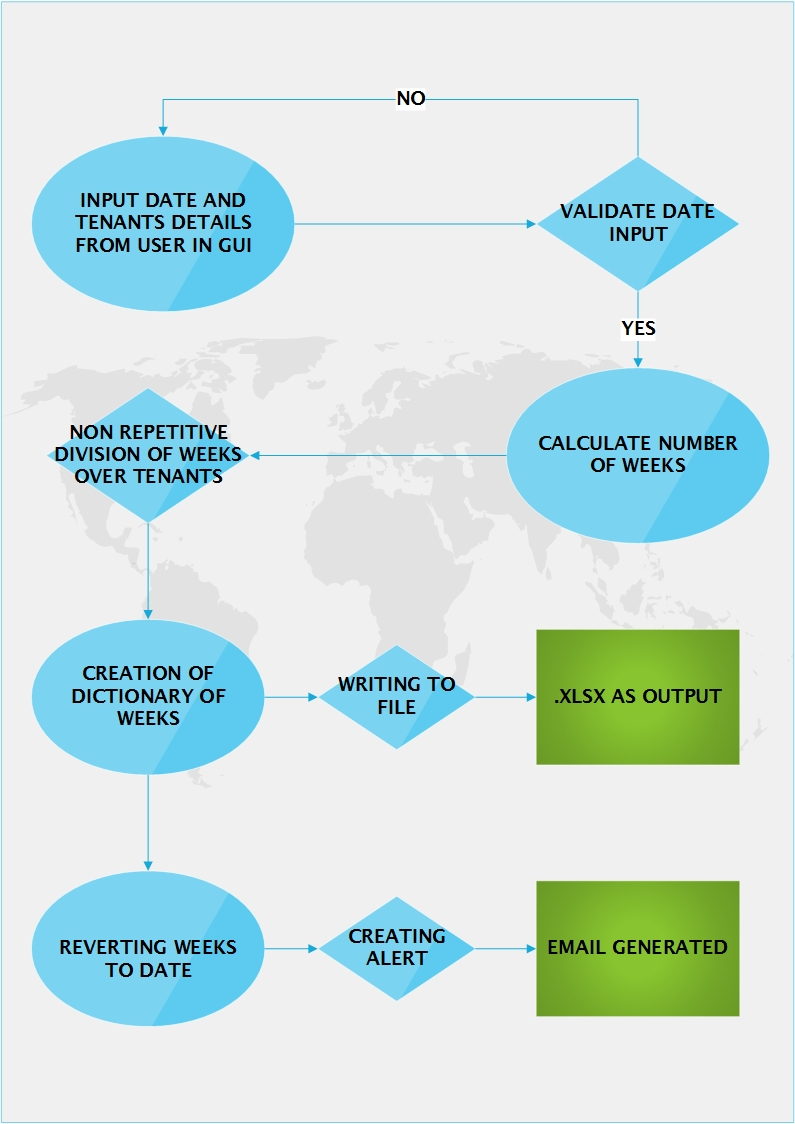 NO
INPUT DATE AND
TENANTS DETAILS
FROM USER IN GUI
VALIDATE DATE
INPUT
YES
CALCULATE NUMBER
OF WEEKS
NON REPETITIVE
DIVISION OF WEEKS
OVER TENANTS
CREATION OF
DICTIONARY OF
WEEKS
WRITING TO
FILE
.XLSX AS OUTPUT
REVERTING WEEKS
TO DATE
CREATING
ALERT
EMAIL GENERATED